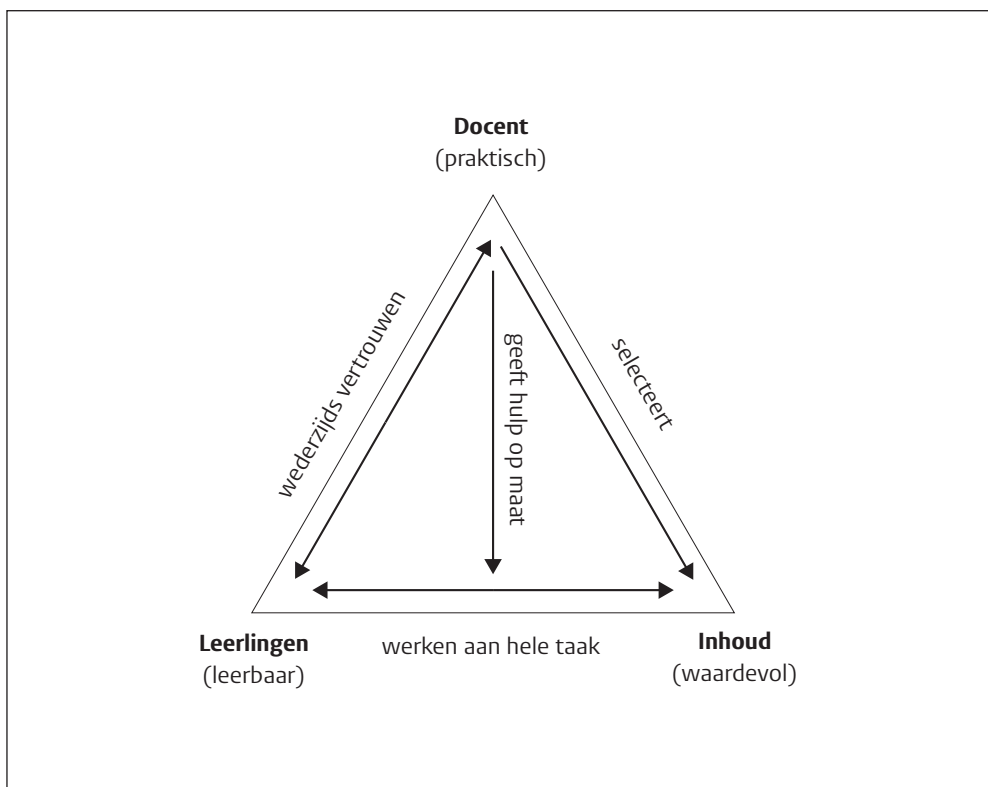 Docent
(praktisch)
wederzijds vertrouwen
geeft hulp op maat
selecteert
Leerlingen
(leerbaar)
werken aan hele taak
Inhoud
(waardevol)